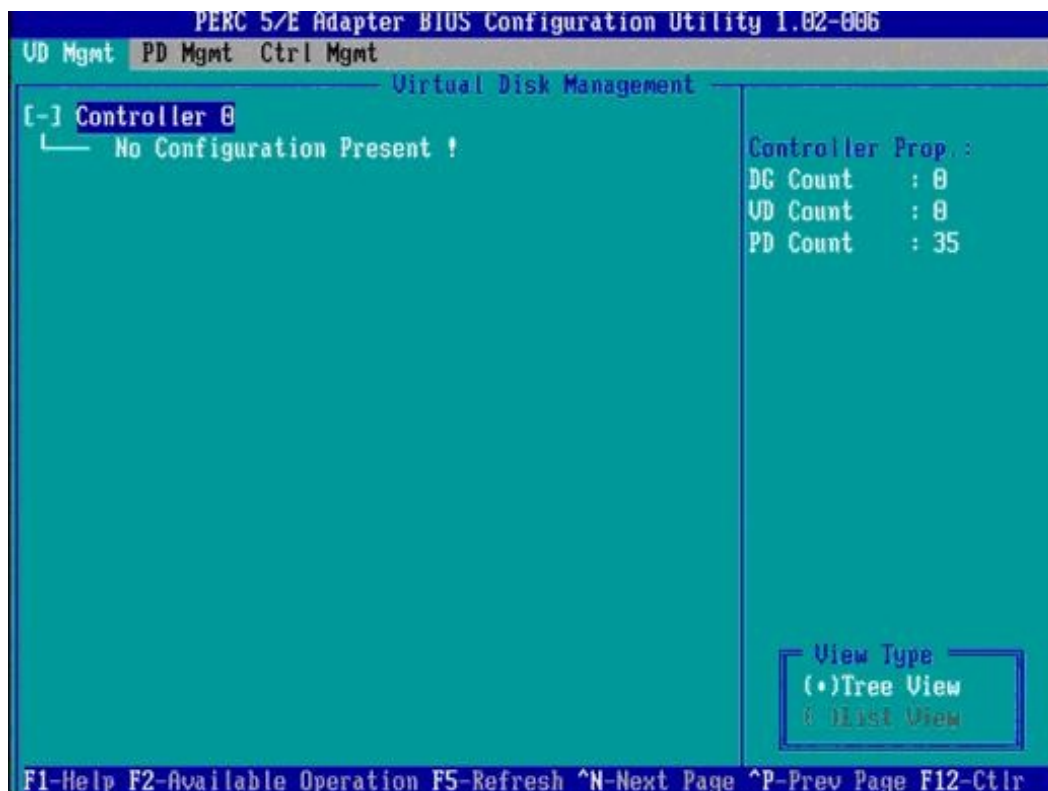 PERC 5/E Adapter BIOS Configuration Utility 1.02-006
VD Mgmt PD Mgmt Ctrl Mgmt
Virtual Disk Management
[-] Controller 0
No Configuration Present !
Controller Prop.:
DG Count : 0
VD Count : 0
PD Count : 35
View Type
(•)Tree View
( )List View
F1-Help F2-Available Operation F5-Refresh ^N-Next Page ^P-Prev Page F12-Ctlr